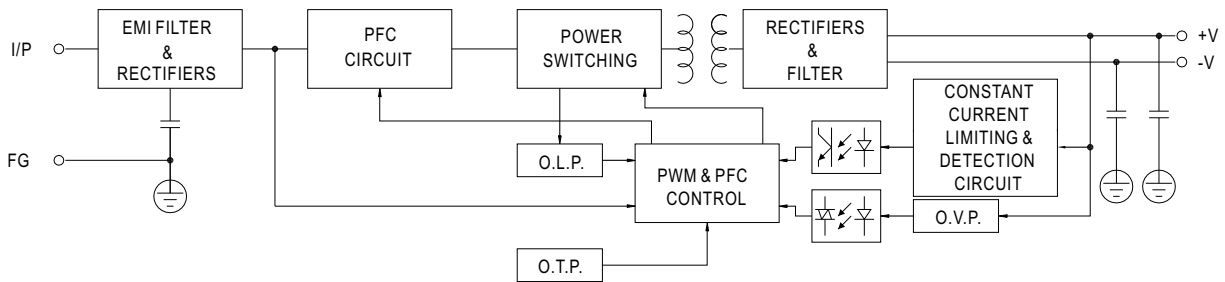 I/P
EMI FILTER
&
RECTIFIERS
PFC
CIRCUIT
POWER
SWITCHING
RECTIFIERS
&
FILTER
+V
-V
CONSTANT
CURRENT
LIMITING &
DETECTION
CIRCUIT
FG
O.L.P.
PWM & PFC
CONTROL
O.V.P.
O.T.P.